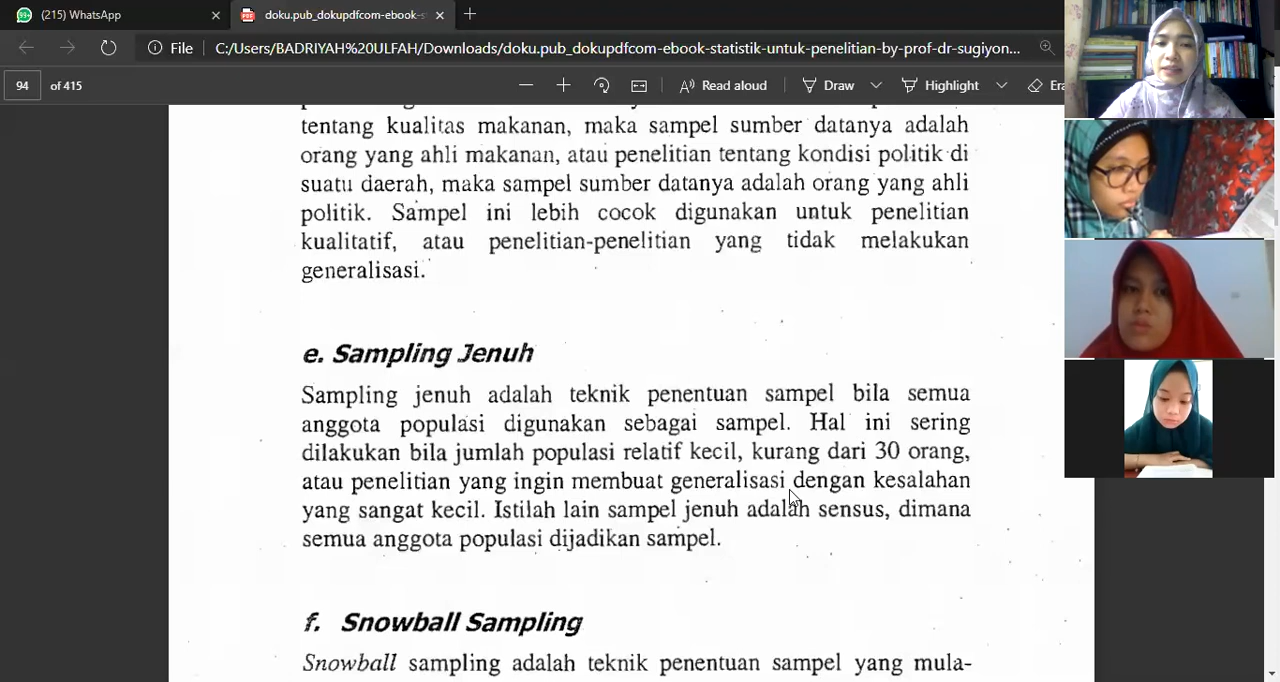 (215) WhatsApp
doku.pub_dokupdfcom-ebook-s
File
C:/Users/BADRIYAH%20ULFAH/Downloads/doku.pub_dokupdfcom-ebook-statistik-untuk-penelitian-by-prof-dr-sugiyon...
94 of 415
Read aloud
Draw
Highlight
Era
tentang kualitas makanan, maka sampel sumber datanya adalah
orang yang ahli makanan, atau penelitian tentang kondisi politik di
suatu daerah, maka sampel sumber datanya adalah orang yang ahli
politik. Sampel ini lebih cocok digunakan untuk penelitian
kualitatif, atau penelitian-penelitian yang tidak melakukan
generalisasi.
e. Sampling Jenuh
Sampling jenuh adalah teknik penentuan sampel bila semua
anggota populasi digunakan sebagai sampel. Hal ini sering
dilakukan bila jumlah populasi relatif kecil, kurang dari 30 orang,
atau penelitian yang ingin membuat generalisasi dengan kesalahan
yang sangat kecil. Istilah lain sampel jenuh adalah sensus, dimana
semua anggota populasi dijadikan sampel.
f. Snowball Sampling
Snowball sampling adalah teknik penentuan sampel yang mula-